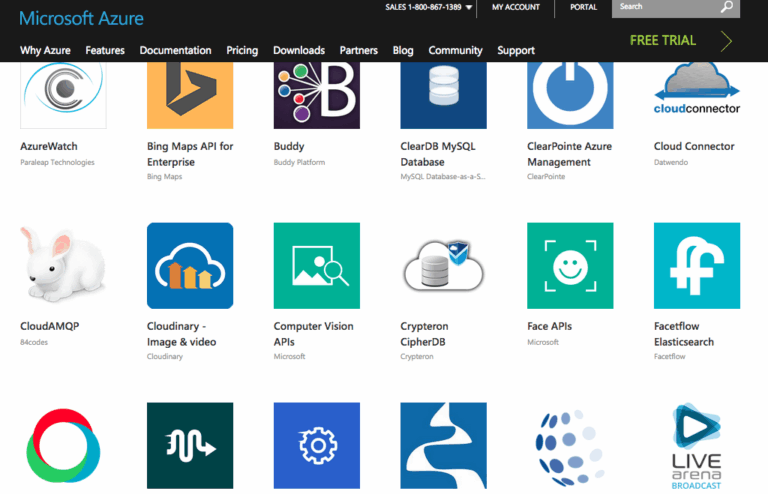 SALES 1-800-867-1389
MY ACCOUNT
PORTAL
Search
Microsoft Azure
Why Azure Features Documentation Pricing Downloads Partners Blog Community Support
FREE TRIAL
B
cloudconnector
AzureWatch
Paraleap Technologies
Bing Maps API for
Enterprise
Bing Maps
Buddy
Buddy Platform
ClearDB MySQL
Database
MySQL Database-as-a-S...
ClearPointe Azure
Management
ClearPointe
Cloud Connector
Datwendo
ff
CloudAMQP
84codes
Cloudinary -
Image & video
Cloudinary
Computer Vision
APIs
Microsoft
Crypteron
CipherDB
Crypteron
Face APIs
Microsoft
Facetflow
Elasticsearch
Facetflow
LIVE
arena
BROADCAST